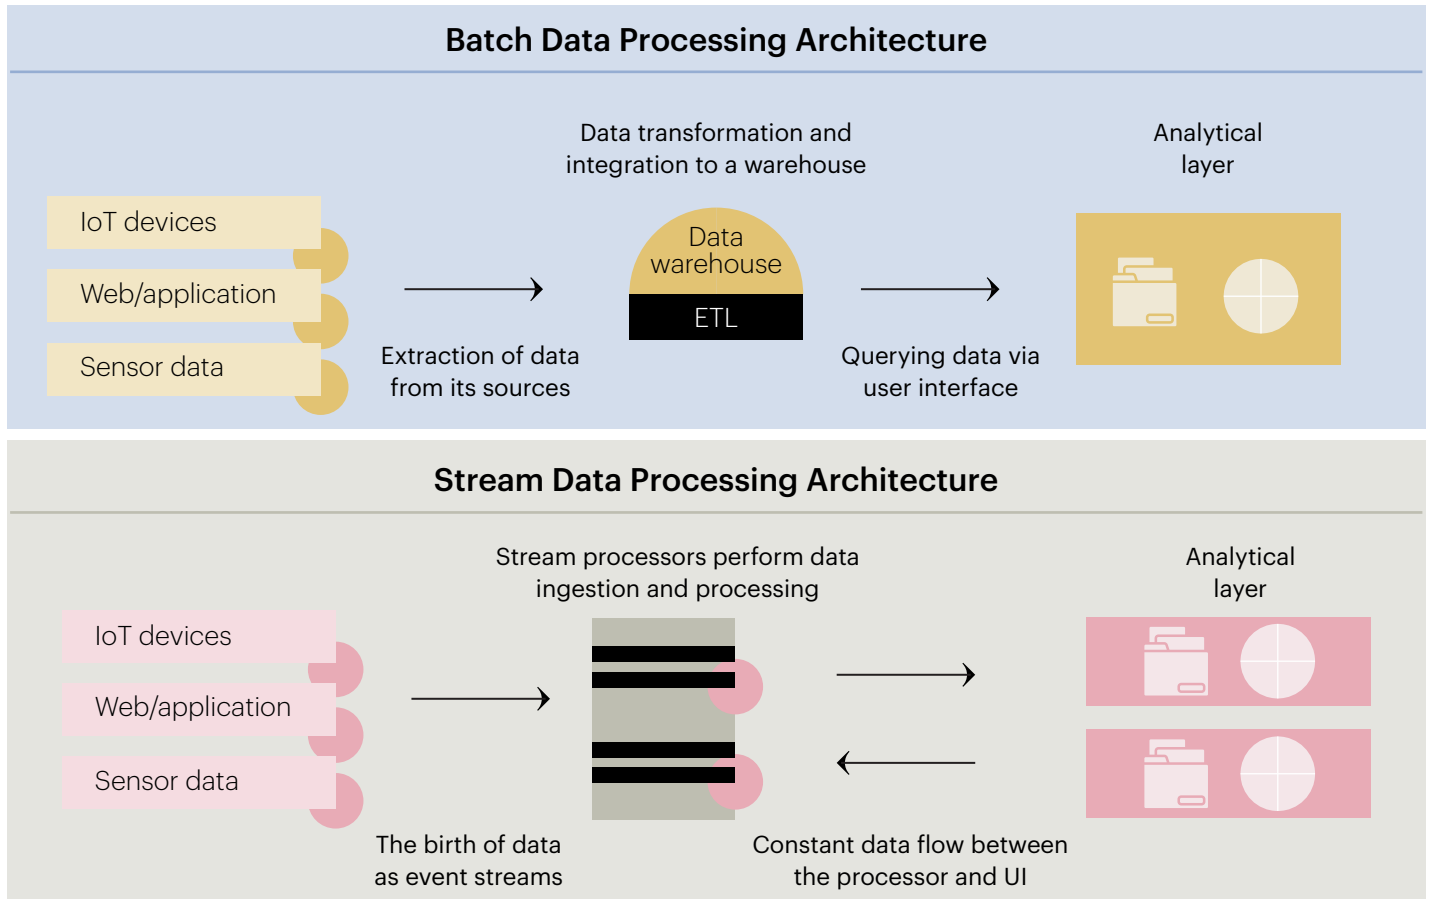 Batch Data Processing Architecture
Data transformation and
integration to a warehouse
Analytical
layer
IoT devices
Web/application
Sensor data
Extraction of data
from its sources
Data
warehouse
ETL
Querying data via
user interface
Stream Data Processing Architecture
Stream processors perform data
ingestion and processing
Analytical
layer
IoT devices
Web/application
Sensor data
The birth of data
as event streams
Constant data flow between
the processor and UI